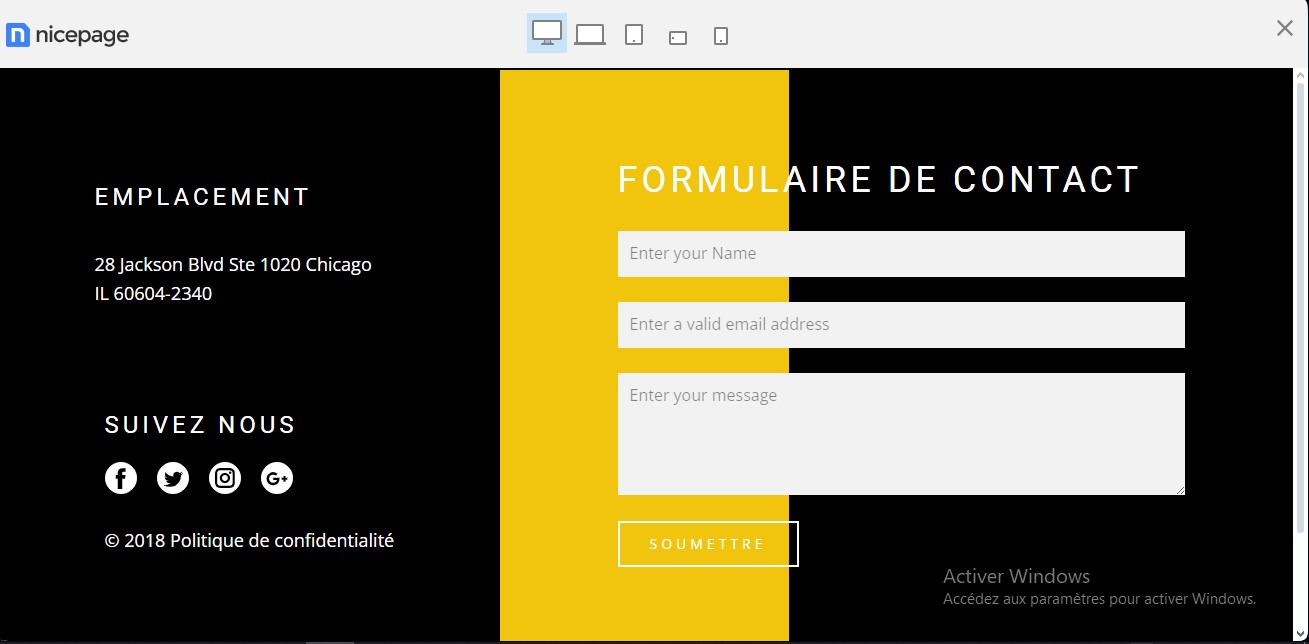 nicepage
EMPLACEMENT
28 Jackson Blvd Ste 1020 Chicago
IL 60604-2340
SUIVEZ NOUS
© 2018 Politique de confidentialité
FORMULAIRE DE CONTACT
Enter your Name
Enter a valid email address
Enter your message
SOUMETTRE
Activer Windows
Accédez aux paramètres pour activer Windows.